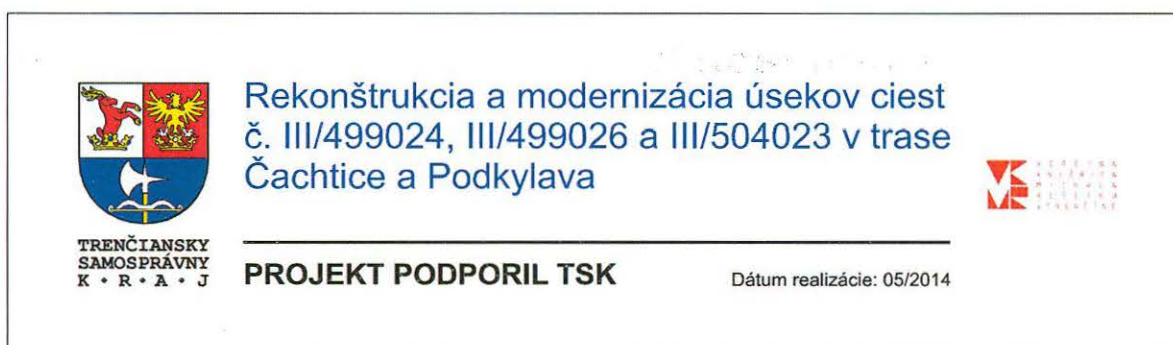 Rekonštrukcia a modernizácia úsekov ciest
č. III/499024, III/499026 a III/504023 v trase
Čachtice a Podkylava
TRENČIANSKY
SAMOSPRÁVNY
K • R • A • J
PROJEKT PODPORIL TSK
Dátum realizácie: 05/2014